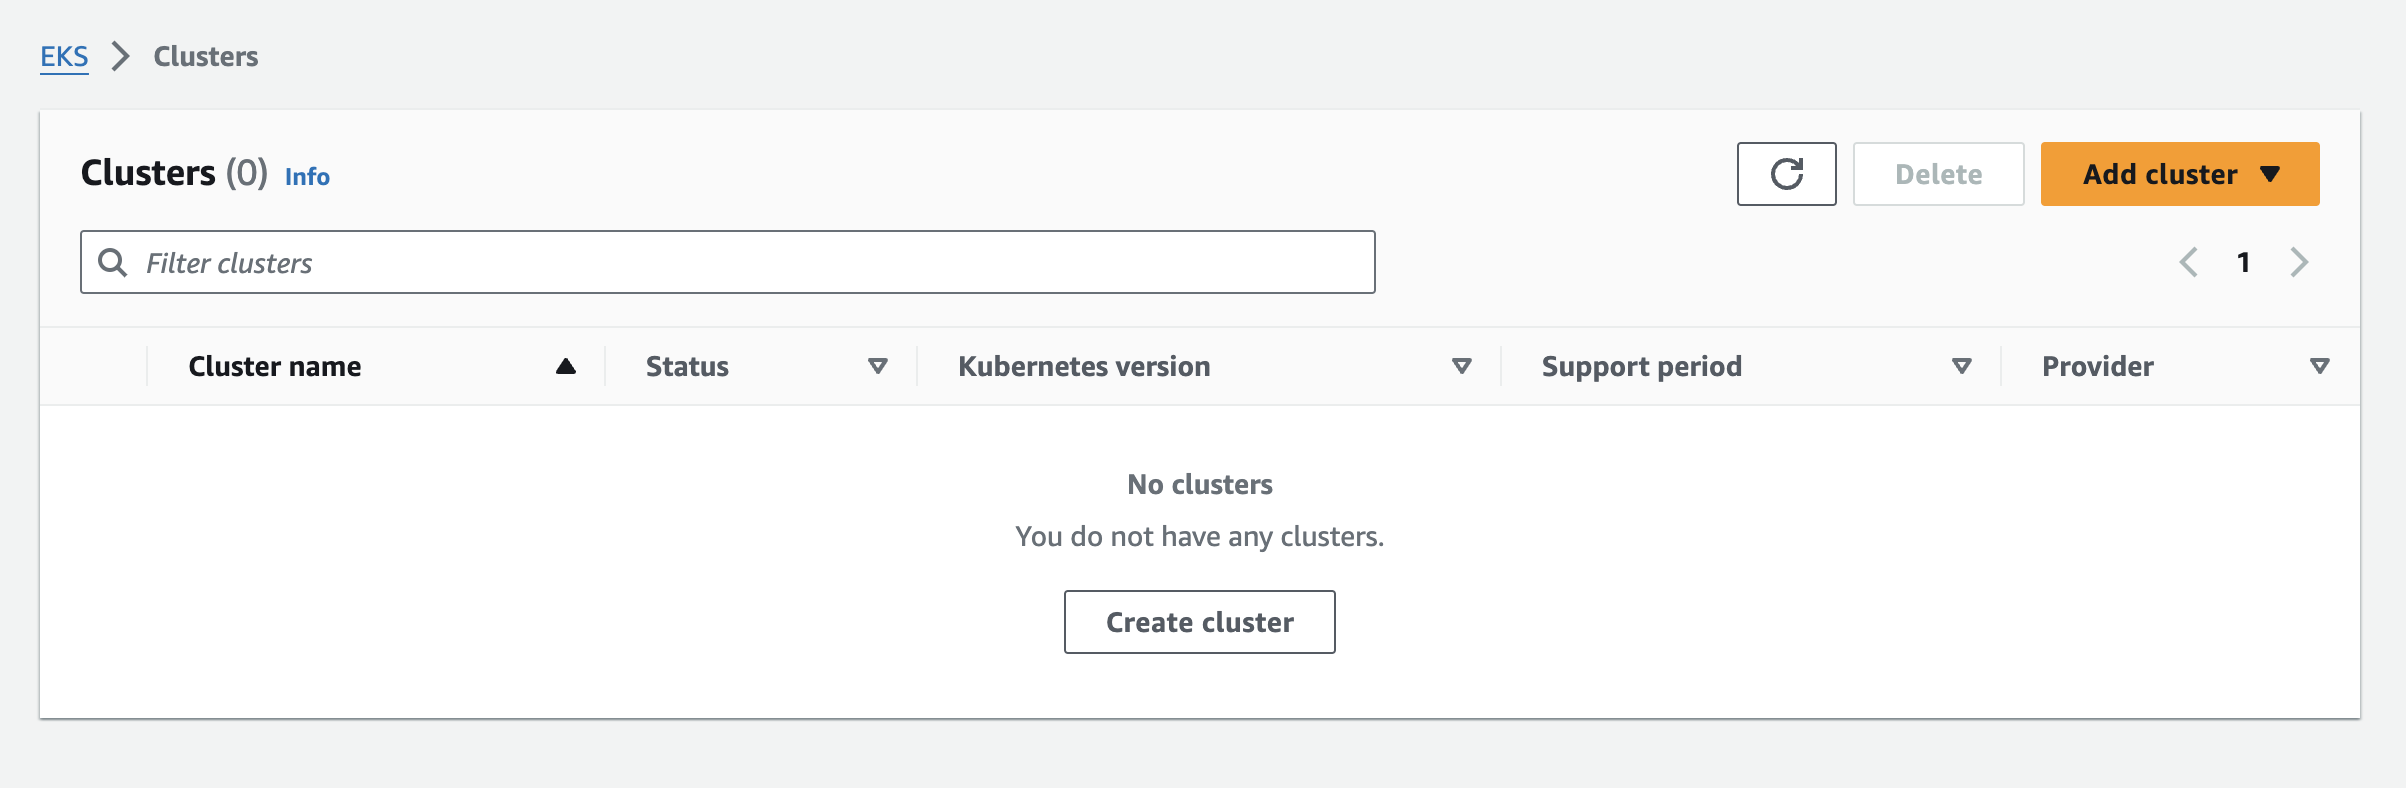 EKS Clusters
Clusters (0) Info
Delete
Add cluster
Filter clusters
1
Cluster name Status Kubernetes version Support period Provider
No clusters
You do not have any clusters.
Create cluster